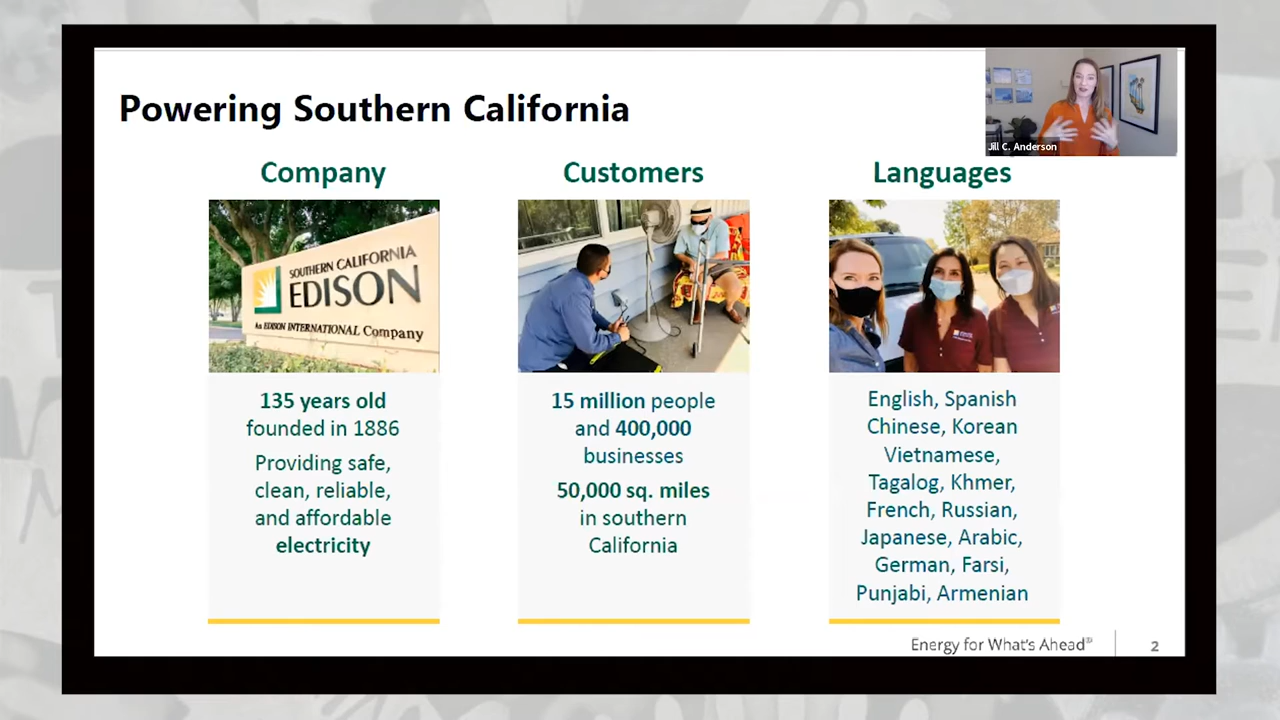 Powering Southern California
Jill C. Anderson
Company
SOUTHERN CALIFORNIA
EDISON
An EDISON INTERNATIONAL Company
135 years old
founded in 1886
Providing safe,
clean, reliable,
and affordable
electricity
Customers
15 million people
and 400,000
businesses
50,000 sq. miles
in southern
California
Languages
English, Spanish
Chinese, Korean
Vietnamese,
Tagalog, Khmer,
French, Russian,
Japanese, Arabic,
German, Farsi,
Punjabi, Armenian
Energy for What's Ahead®
2